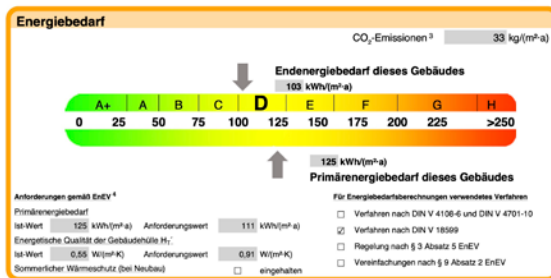 Energiebedarf
CO₂-Emissionen ³ 33 kg/(m²·a)
Endenergiebedarf dieses Gebäudes
103 kWh/(m²·a)
A+ A B C D E F G H
0 25 50 75 100 125 150 175 200 225 >250
125 kWh/(m²·a)
Primärenergiebedarf dieses Gebäudes
Anforderungen gemäß EnEV ⁴
Primärenergiebedarf
Ist-Wert 125 kWh/(m²·a) Anforderungswert 111 kWh/(m²·a)
Energetische Qualität der Gebäudehülle H_T'
Ist-Wert 0,55 W/(m²·K) Anforderungswert 0,91 W/(m²·K)
Sommerlicher Wärmeschutz (bei Neubau) ☐ eingehalten
Für Energiebedarfsberechnungen verwendetes Verfahren
☐ Verfahren nach DIN V 4108-6 und DIN V 4701-10
☑ Verfahren nach DIN V 18599
☐ Regelung nach § 3 Absatz 5 EnEV
☐ Vereinfachungen nach § 9 Absatz 2 EnEV